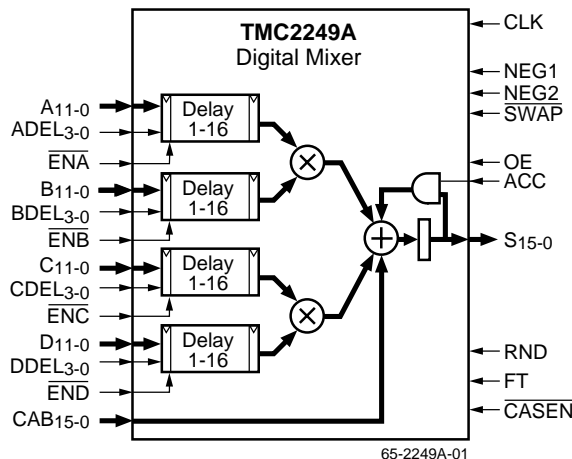 TMC2249A
Digital Mixer
A11-0
ADEL3-0
ENA
Delay
1-16
B11-0
BDEL3-0
ENB
Delay
1-16
C11-0
CDEL3-0
ENC
Delay
1-16
D11-0
DDEL3-0
END
Delay
1-16
CAB15-0
CLK
NEG1
NEG2
SWAP
OE
ACC
S15-0
RND
FT
CASEN
65-2249A-01